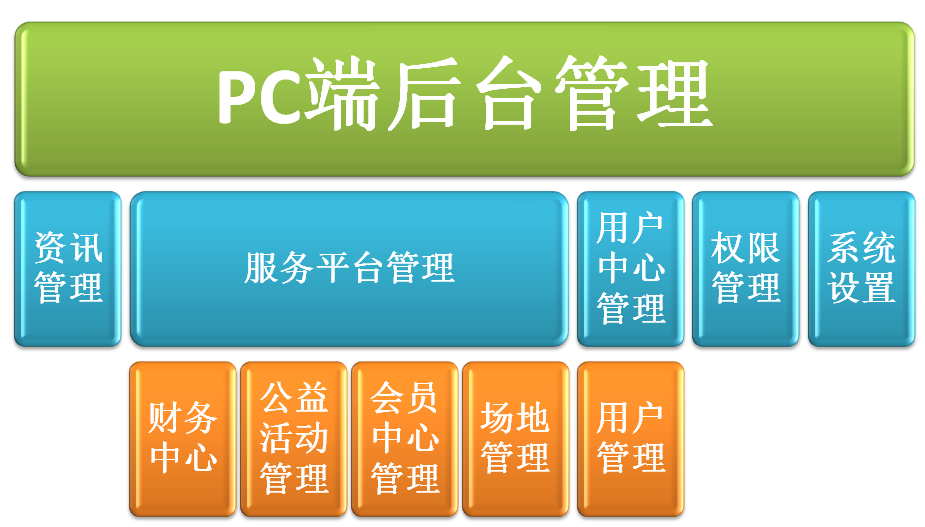 PC端后台管理
资讯
管理
服务平台管理
用户
中心
管理
权限
管理
系统
设置
财务
中心
公益
活动
管理
会员
中心
管理
场地
管理
用户
管理